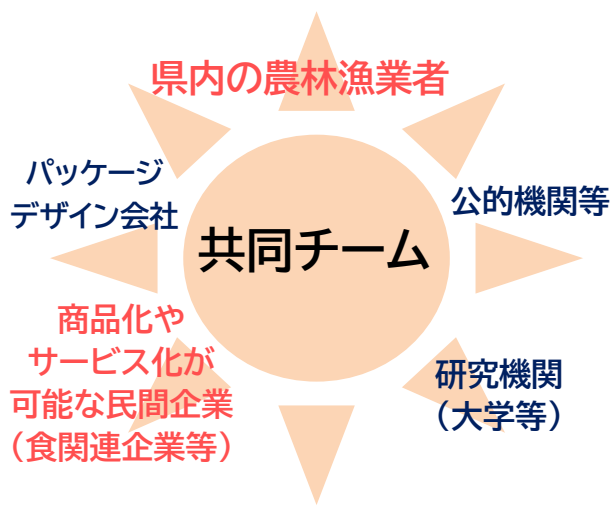 県内の農林漁業者
パッケージ
デザイン会社
公的機関等
共同チーム
商品化や
サービス化が
可能な民間企業
（食関連企業等）
研究機関
（大学等）